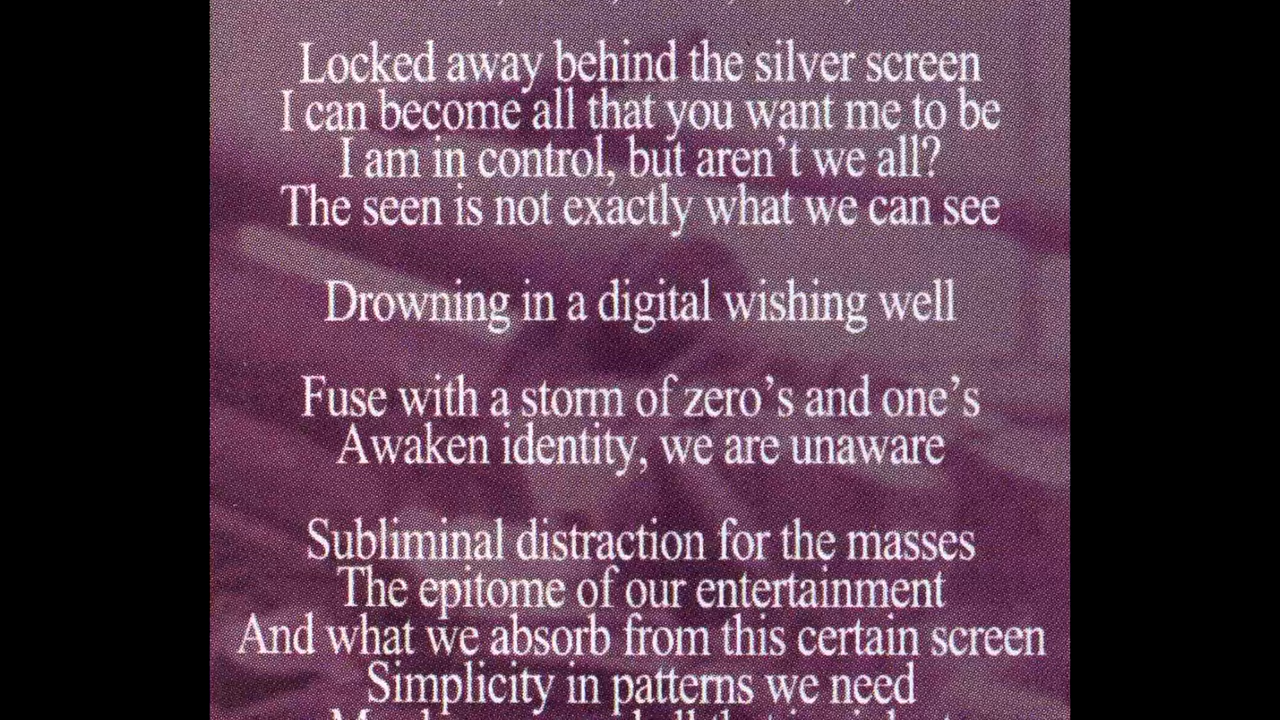 Locked away behind the silver screen
I can become all that you want me to be
I am in control, but aren't we all?
The seen is not exactly what we can see
Drowning in a digital wishing well
Fuse with a storm of zero's and one's
Awaken identity, we are unaware
Subliminal distraction for the masses
The epitome of our entertainment
And what we absorb from this certain screen
Simplicity in patterns we need